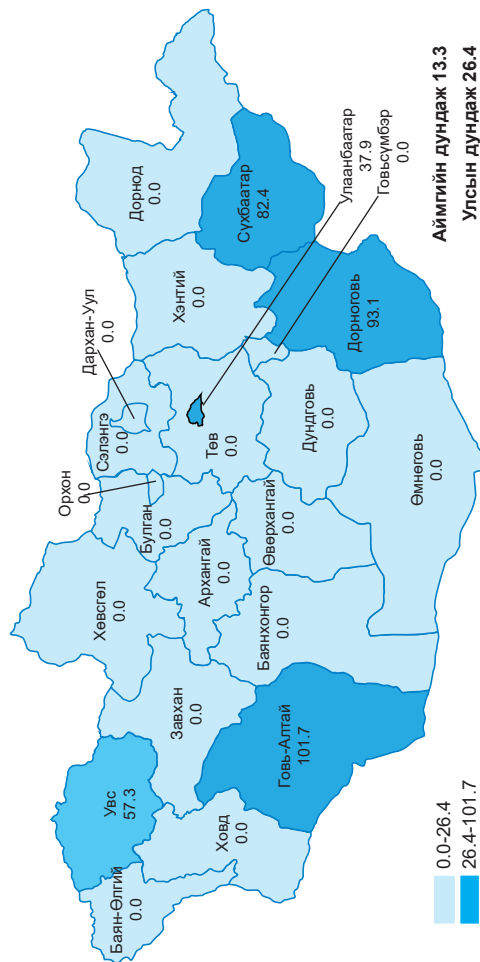 Увс
57.3
Баян-Өлгий
0.0
Ховд
0.0
Завхан
0.0
Говь-Алтай
101.7
Хөвсгөл
0.0
Архангай
0.0
Баянхонгор
0.0
Орхон
0.0
Булган
0.0
Өвөрхангай
0.0
Сэлэнгэ
0.0
Дархан-Уул
0.0
Төв
0.0
Дундговь
0.0
Өмнөговь
0.0
Хэнтий
0.0
Дорнод
0.0
Сүхбаатар
82.4
Дорноговь
93.1
Улаанбаатар
37.9
Говьсүмбэр
0.0
0.0-26.4
26.4-101.7
Аймгийн дундаж 13.3
Улсын дундаж 26.4